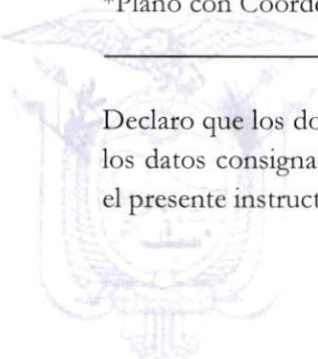 *Plano con Coorde
Declaro que los do
los datos consigna
el presente instruct